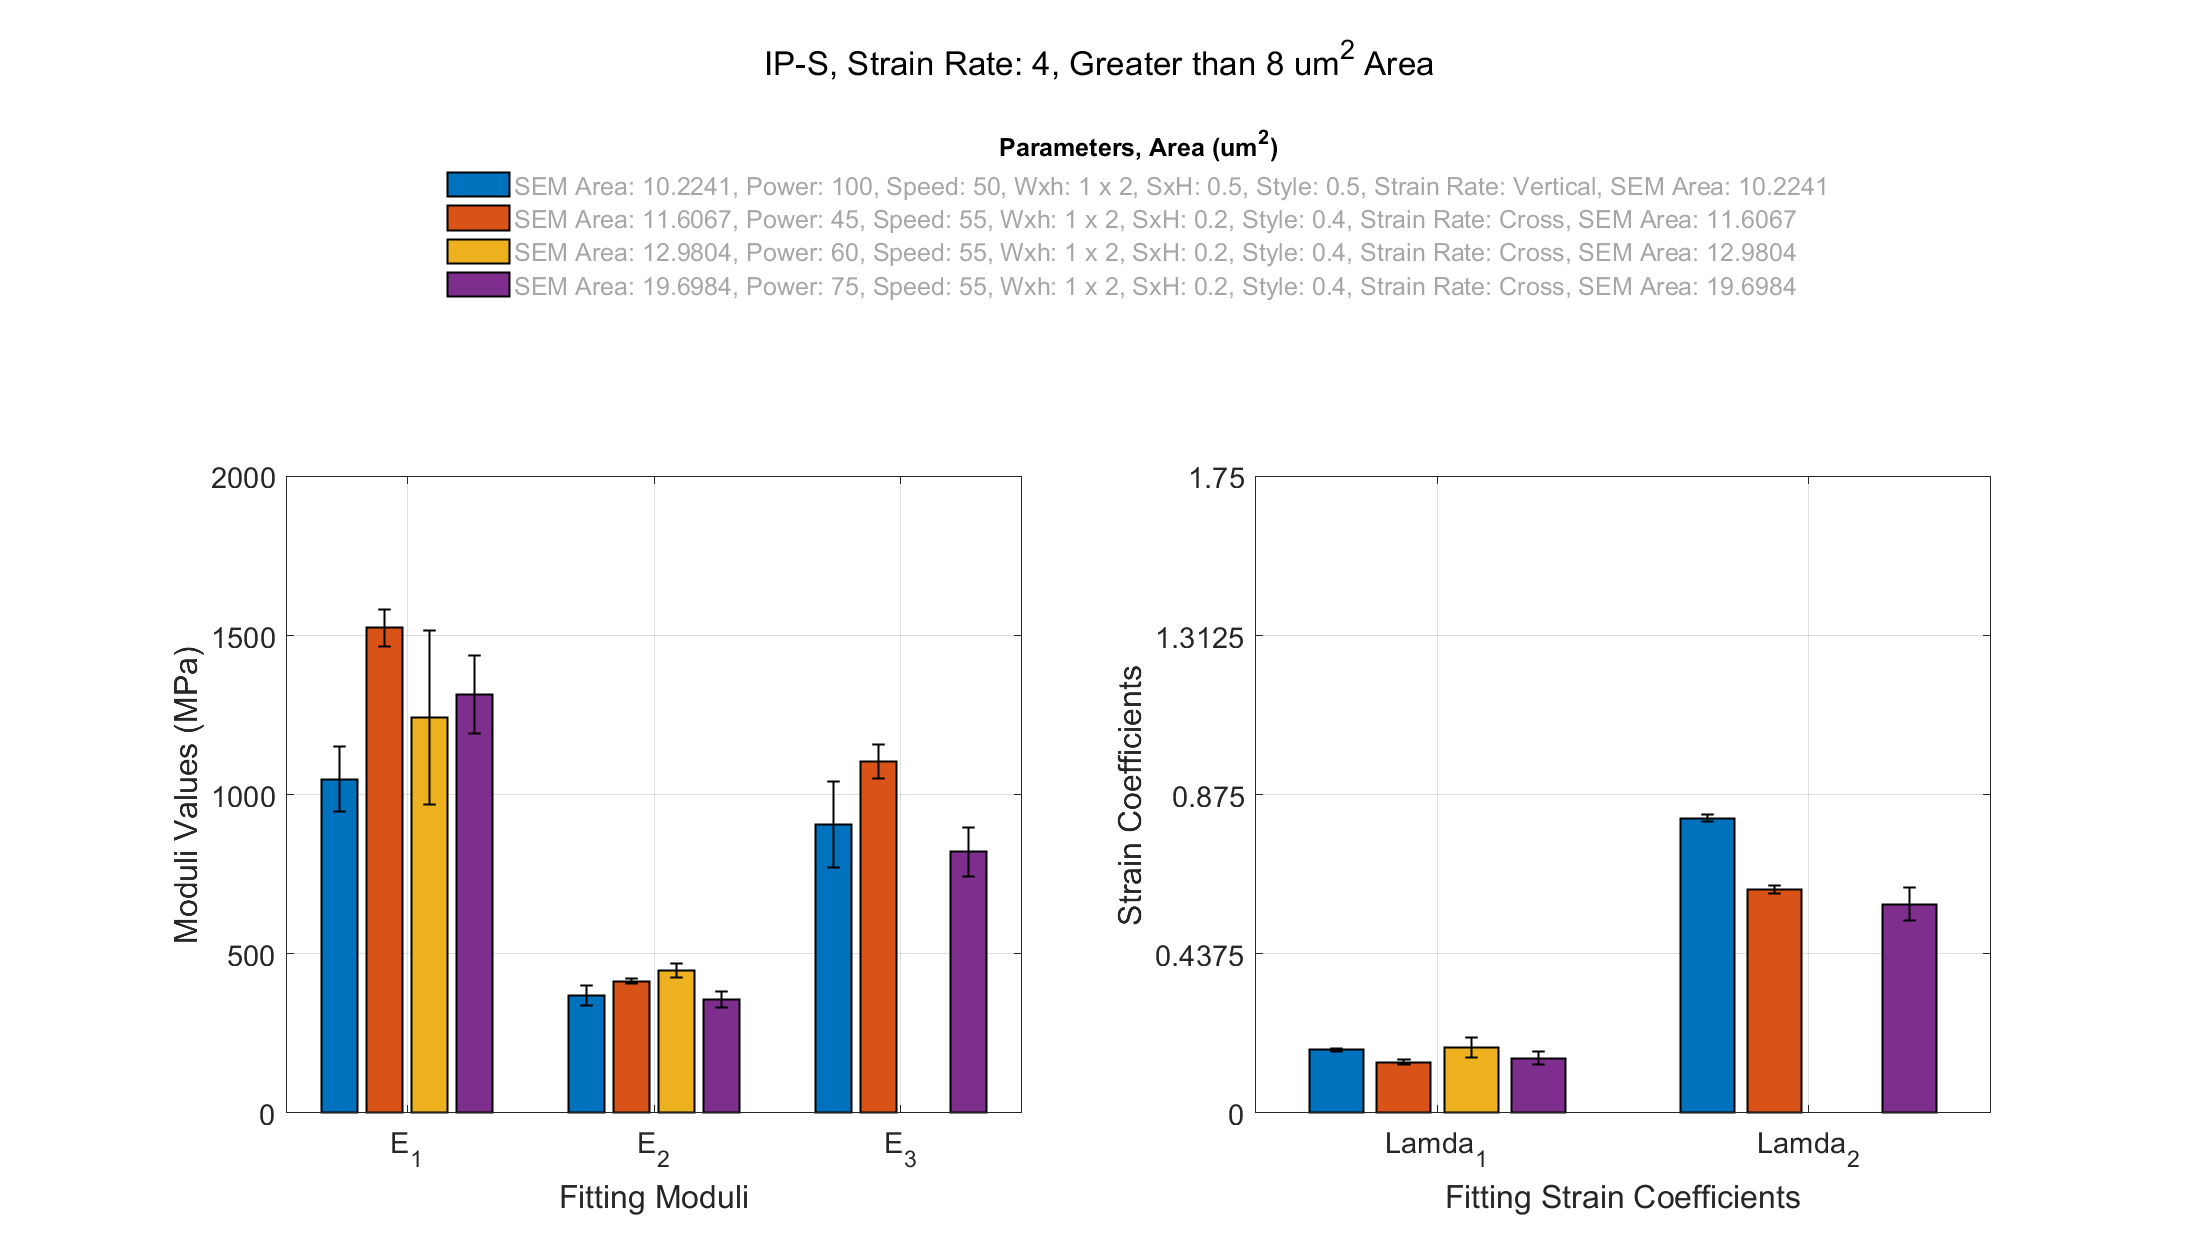 IP-S, Strain Rate: 4, Greater than 8 um² Area
Parameters, Area (um²)
SEM Area: 10.2241, Power: 100, Speed: 50, Wxh: 1 x 2, SxH: 0.5, Style: 0.5, Strain Rate: Vertical, SEM Area: 10.2241
SEM Area: 11.6067, Power: 45, Speed: 55, Wxh: 1 x 2, SxH: 0.2, Style: 0.4, Strain Rate: Cross, SEM Area: 11.6067
SEM Area: 12.9804, Power: 60, Speed: 55, Wxh: 1 x 2, SxH: 0.2, Style: 0.4, Strain Rate: Cross, SEM Area: 12.9804
SEM Area: 19.6984, Power: 75, Speed: 55, Wxh: 1 x 2, SxH: 0.2, Style: 0.4, Strain Rate: Cross, SEM Area: 19.6984
Moduli Values (MPa)
2000
1500
1000
500
0
E₁ E₂ E₃
Fitting Moduli
Strain Coefficients
1.75
1.3125
0.875
0.4375
0
Lamda₁ Lamda₂
Fitting Strain Coefficients